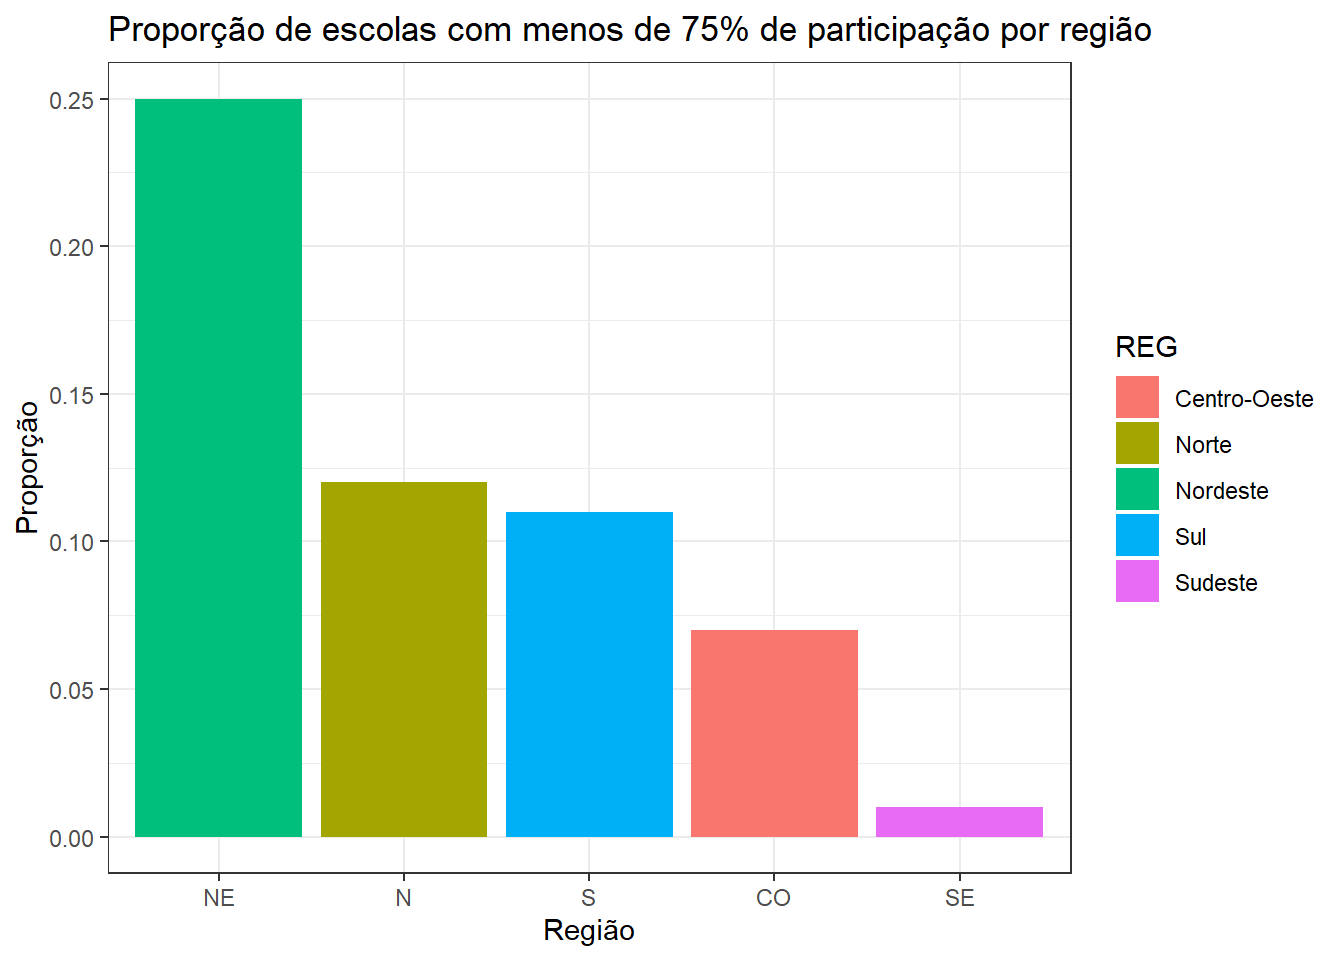 Proporção de escolas com menos de 75% de participação por região
0.25
0.20
0.15
0.10
0.05
0.00
Proporção
NE
N
S
CO
SE
Região
REG
Centro-Oeste
Norte
Nordeste
Sul
Sudeste